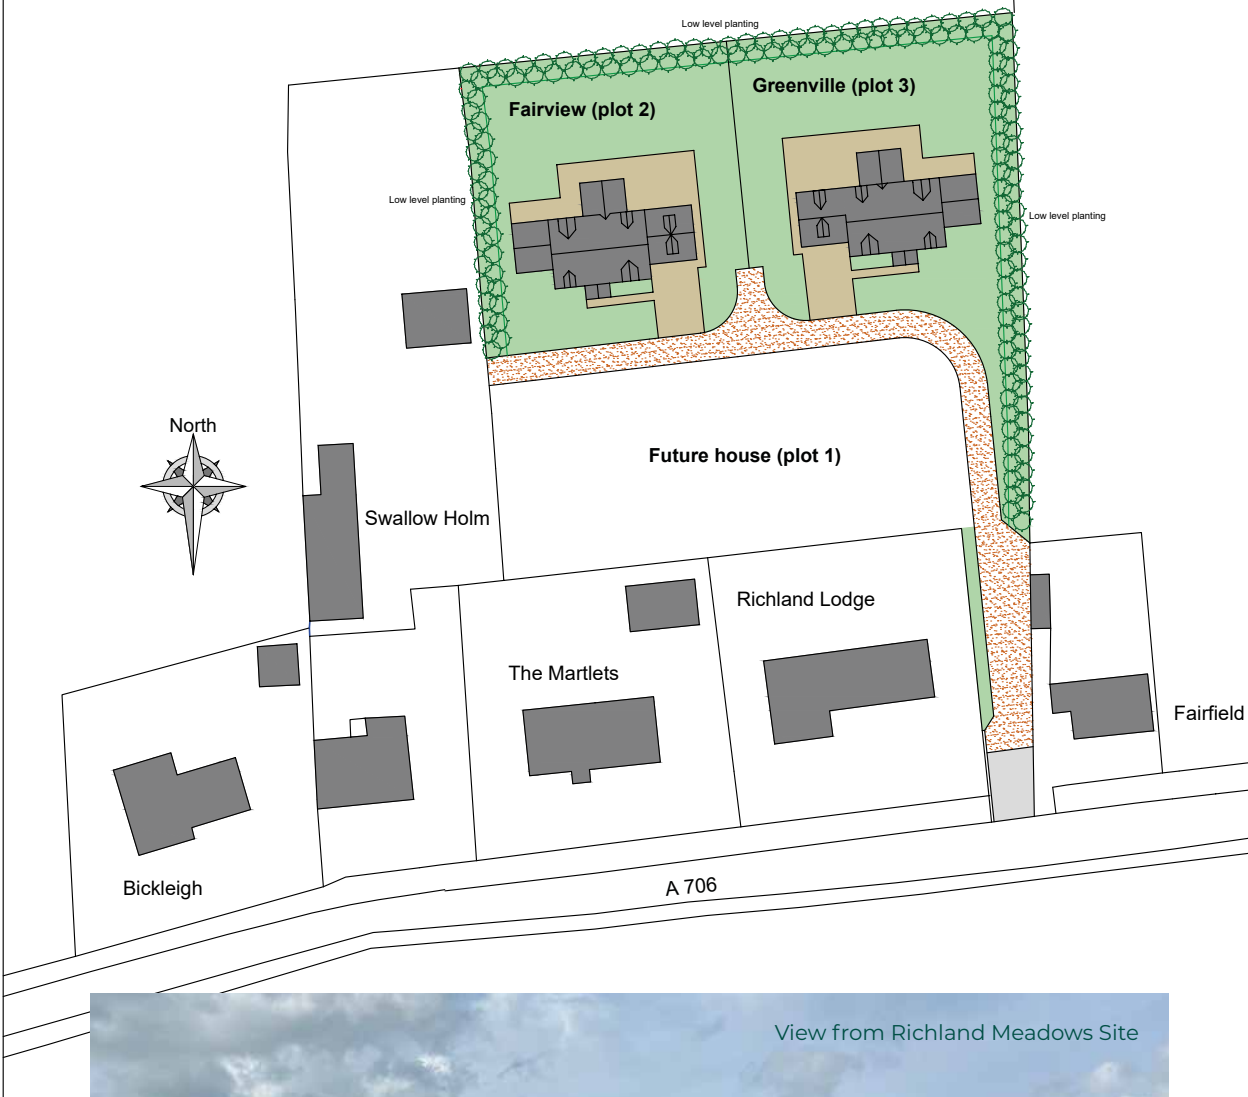 Low level planting
Greenville (plot 3)
Fairview (plot 2)
Low level planting
Low level planting
North
Future house (plot 1)
Swallow Holm
Richland Lodge
The Martlets
Fairfield
Bickleigh
A 706
View from Richland Meadows Site